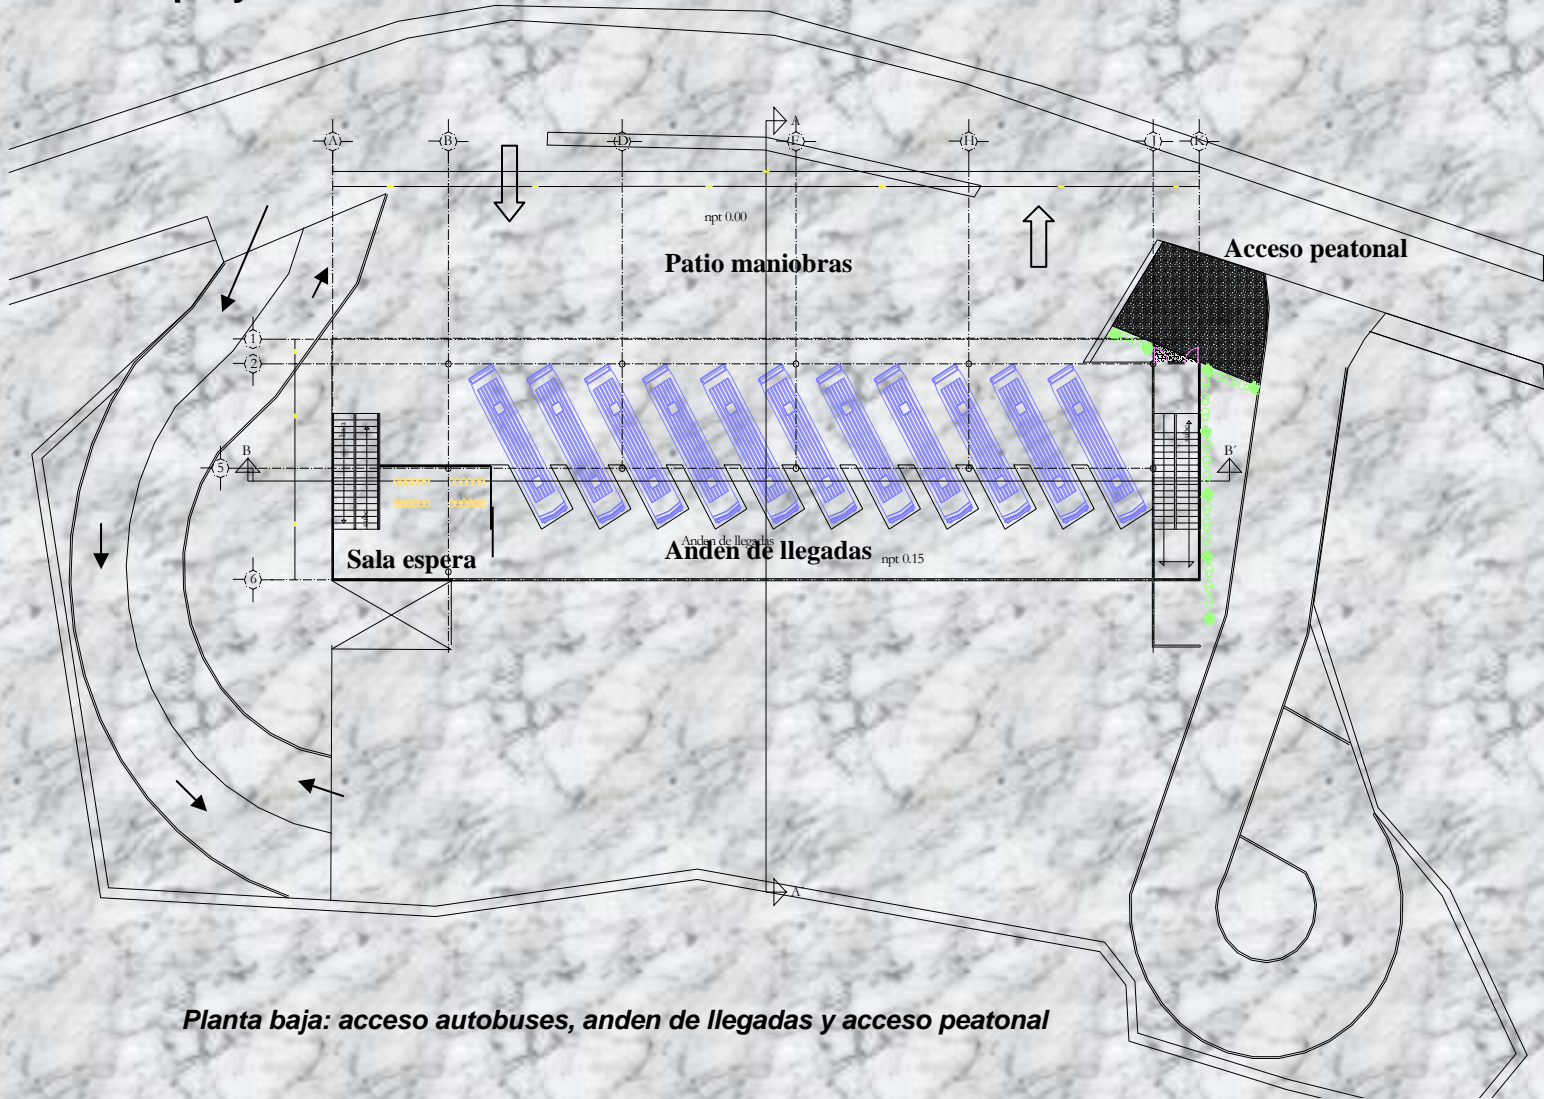 A B D F H J K
A
npt 0.00
Patio maniobras
Acceso peatonal
1
2
5
B
B´
6
Sala espera
Anden de llegadas
Anden de llegadas
npt 0.15
A
Planta baja: acceso autobuses, anden de llegadas y acceso peatonal